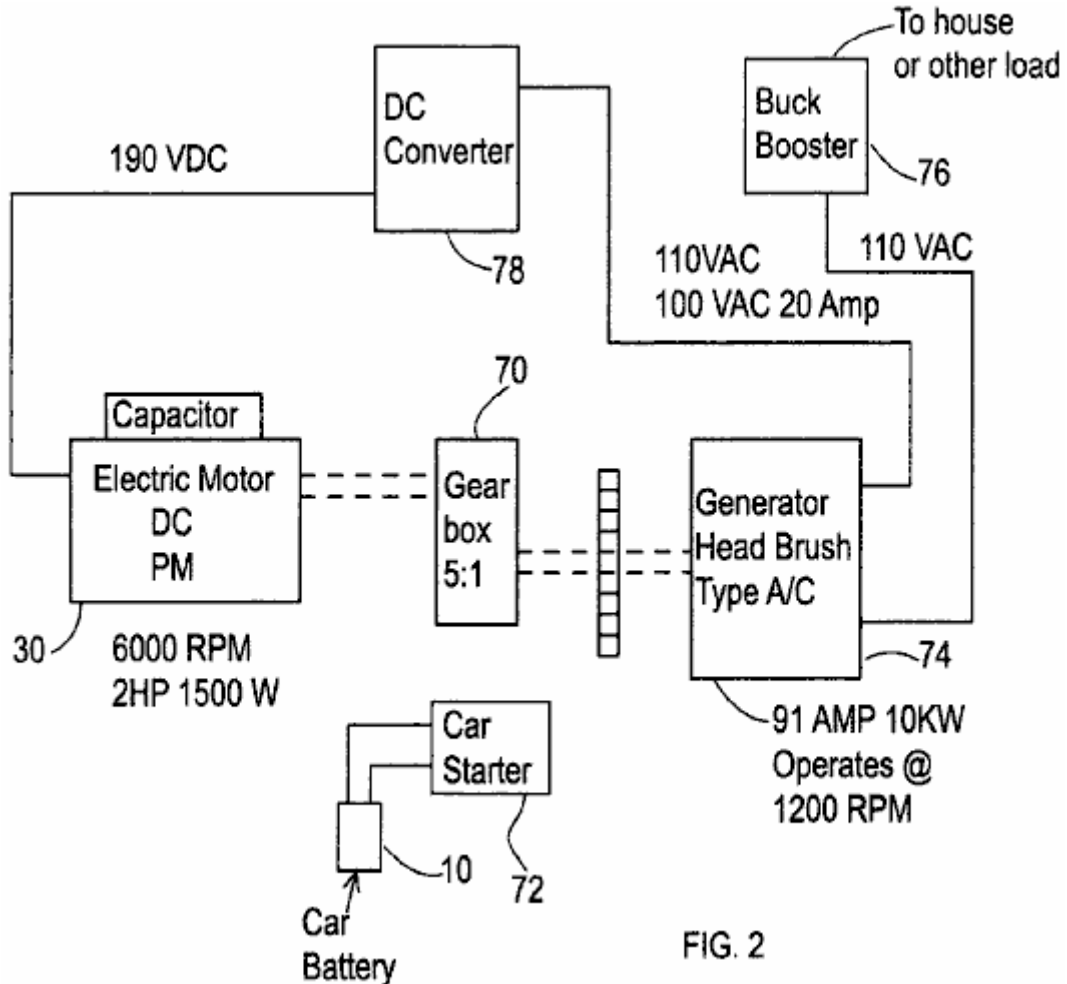 To house
or other load
DC
Converter
Buck
Booster
190 VDC
76
78
110VAC
100 VAC 20 Amp
110 VAC
70
Capacitor
Electric Motor
DC
PM
Gear
box
5:1
Generator
Head Brush
Type A/C
30
6000 RPM
2HP 1500 W
74
Car
Starter
91 AMP 10KW
Operates @
1200 RPM
10
72
Car
Battery
FIG. 2